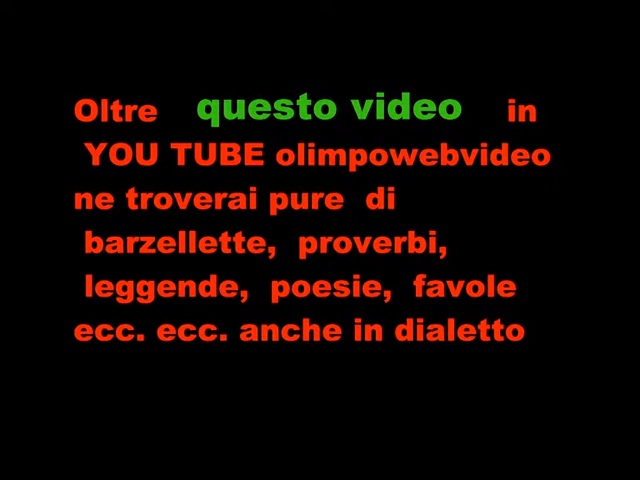 Oltre questo video in
YOU TUBE olimpowebvideo
ne troverai pure di
barzellette, proverbi,
leggende, poesie, favole
ecc. ecc. anche in dialetto